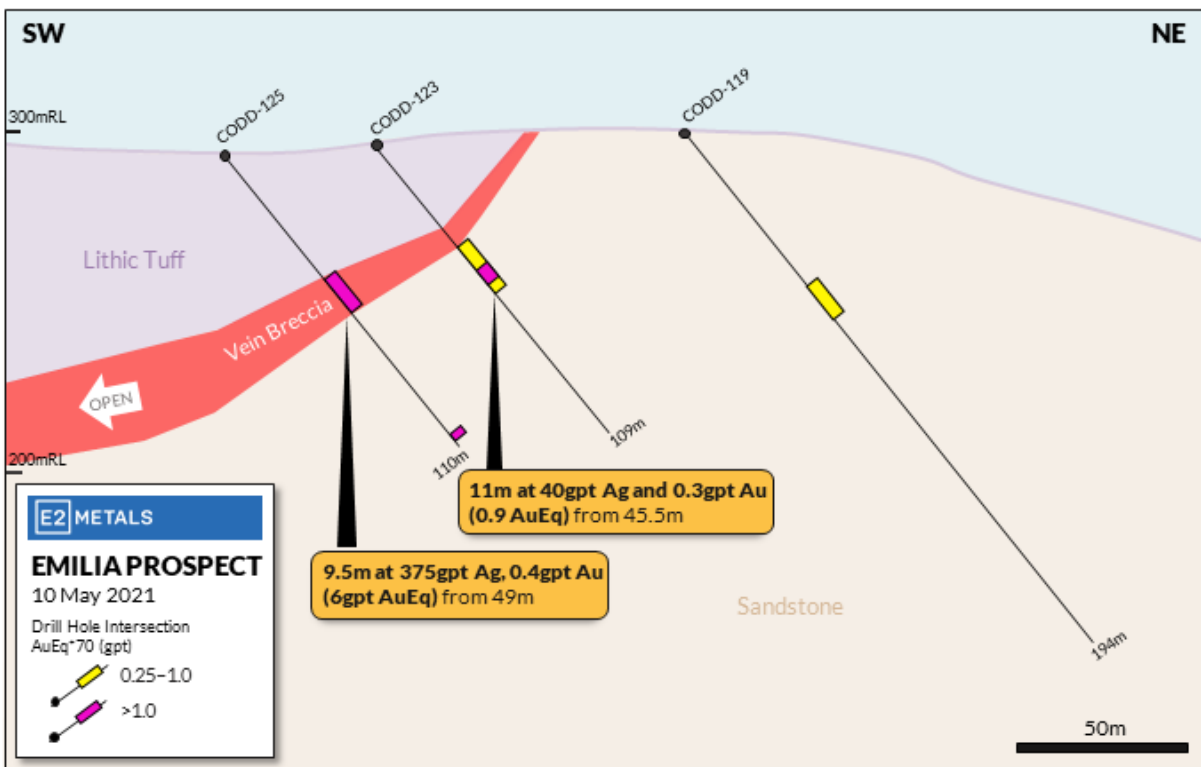 SW
NE
CODD-125
CODD-123
CODD-119
300mRL
Lithic Tuff
Vein Breccia
OPEN
200mRL
110m
109m
194m
11m at 40gpt Ag and 0.3gpt Au
(0.9 AuEq) from 45.5m
9.5m at 375gpt Ag, 0.4gpt Au
(6gpt AuEq) from 49m
Sandstone
E2 METALS
EMILIA PROSPECT
10 May 2021
Drill Hole Intersection
AuEq*70 (gpt)
0.25–1.0
>1.0
50m